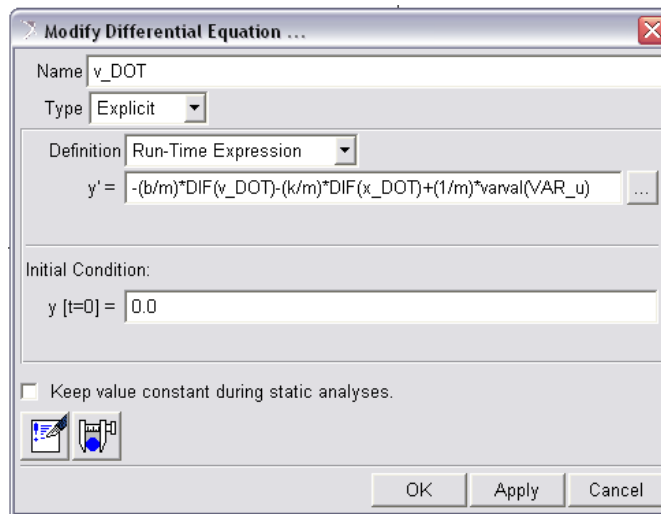 Modify Differential Equation ...
Name v_DOT
Type Explicit
Definition Run-Time Expression
y' = -(b/m)*DIF(v_DOT)-(k/m)*DIF(x_DOT)+(1/m)*varval(VAR_u) ...
Initial Condition:
y [t=0] = 0.0
Keep value constant during static analyses.
OK Apply Cancel